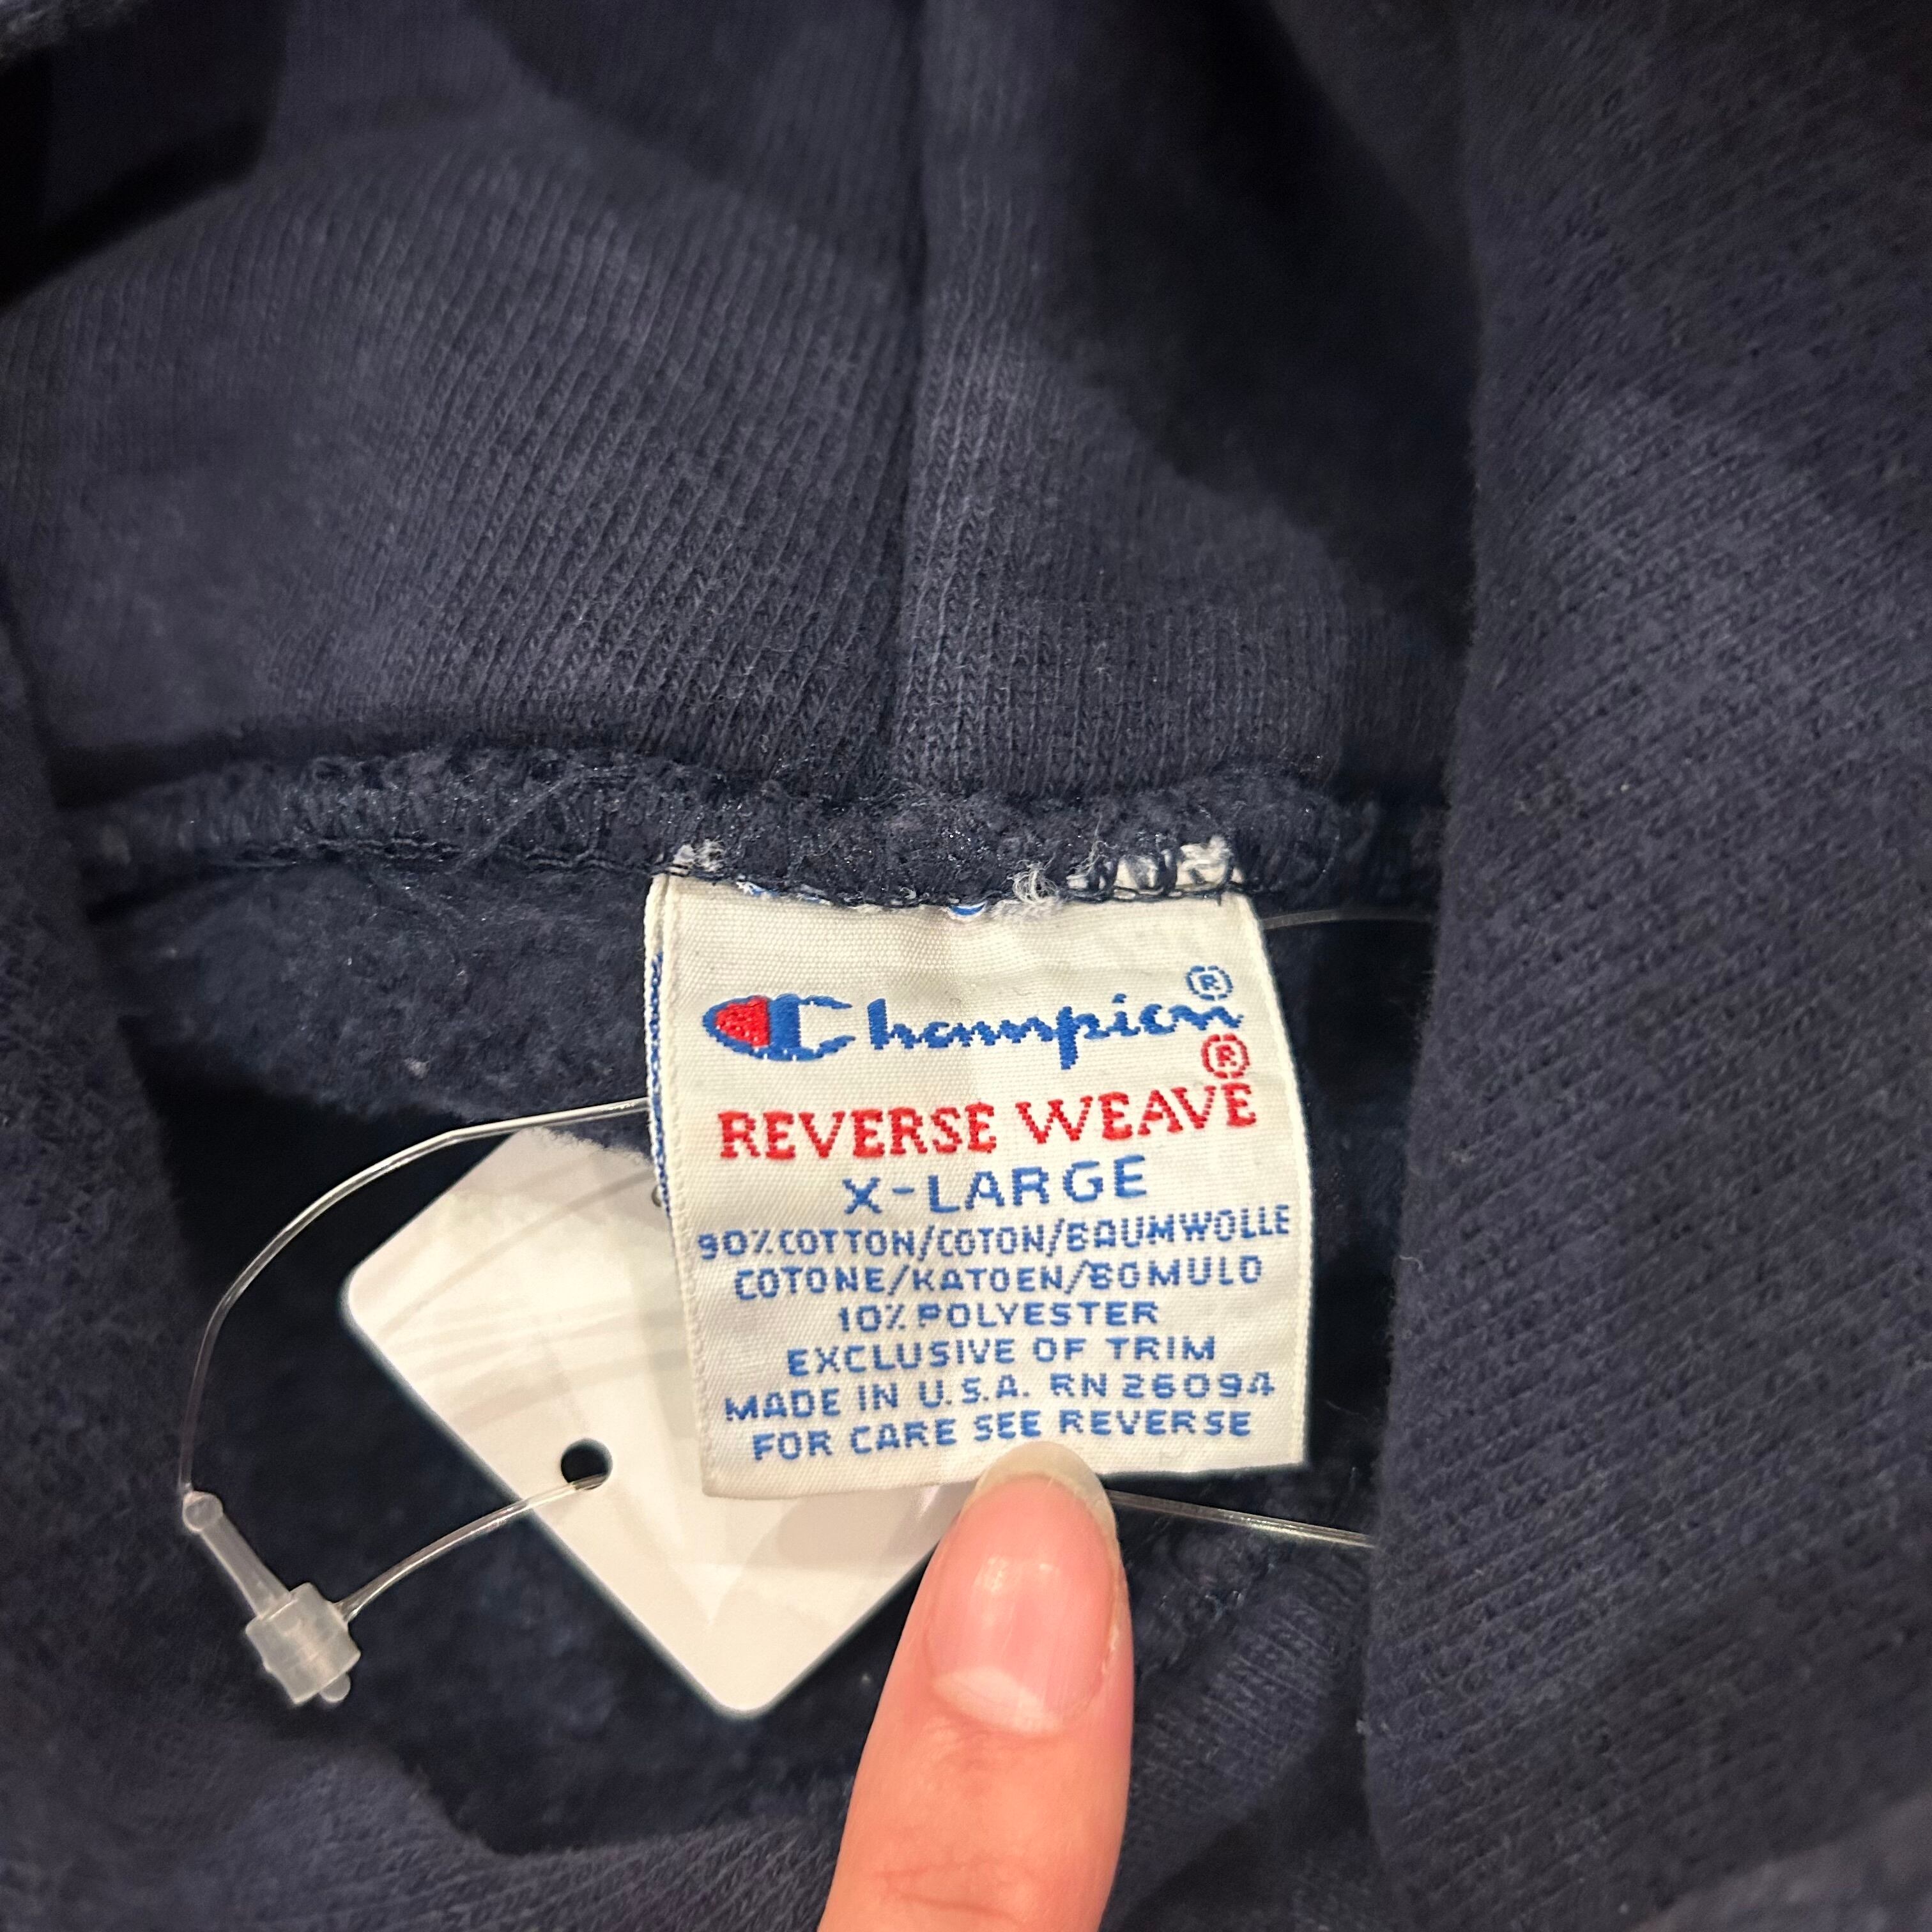 Champion®
REVERSE WEAVE®
X-LARGE
90% COTTON/COTON/BAUMWOLLE
COTONE/KATOEN/BOMULD
10% POLYESTER
EXCLUSIVE OF TRIM
MADE IN U.S.A. RN 26094
FOR CARE SEE REVERSE